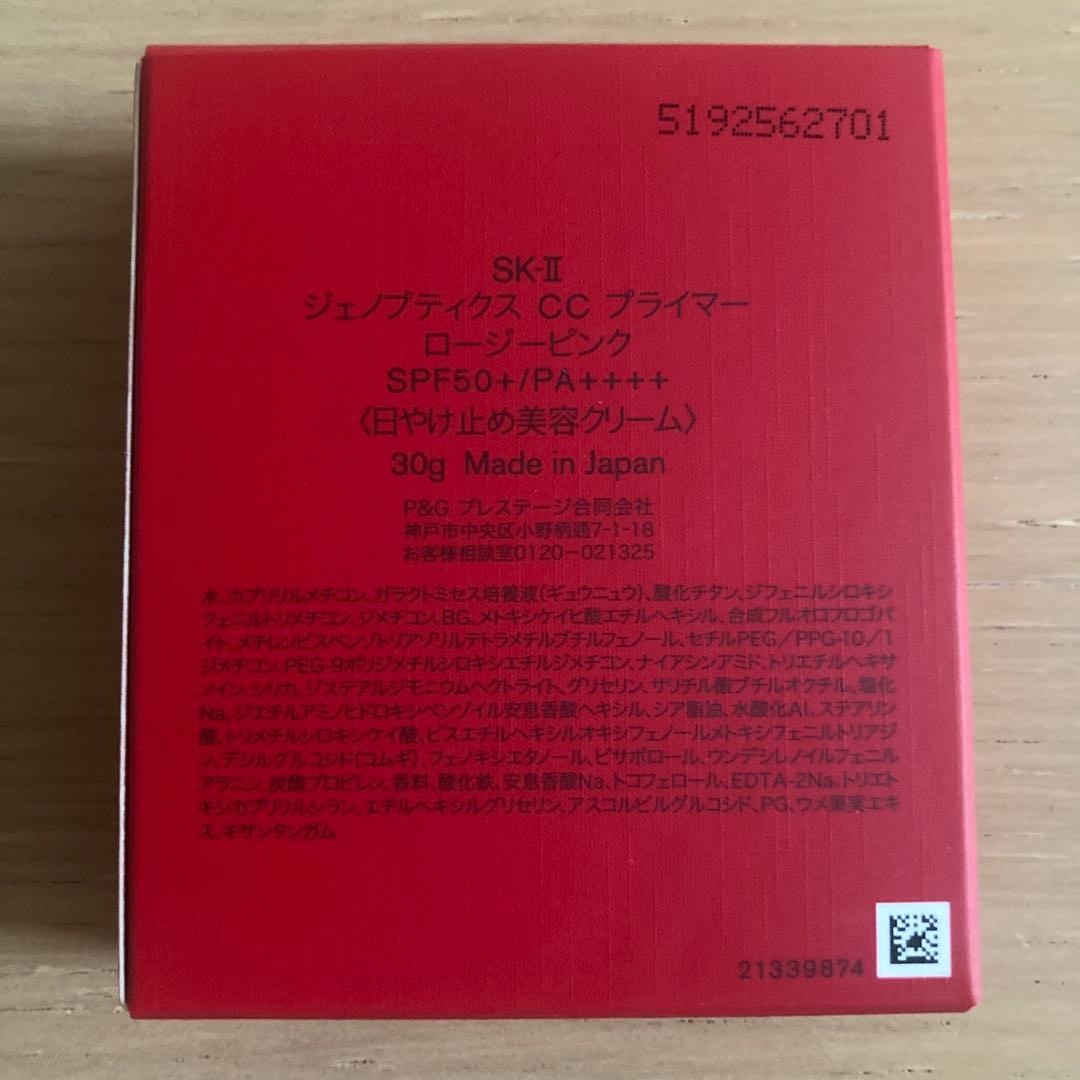 5192562701
SK-Ⅱ
ジェノプティクス CC プライマー
ロージーピンク
SPF50+/PA++++
〈日やけ止め美容クリーム〉
30g Made in Japan
P&G プレステージ合同会社
神戸市中央区小野柄通7-1-18
お客様相談室0120-021325
水、カプリリルメチコン、ガラクトミセス培養液(ギュウニュウ)、酸化チタン、ジフェニルシロキシ
フェニルトリメチコン、ジメチコン、BG、メトキシケイヒ酸エチルヘキシル、合成フルオロフロゴパ
イト、メチレンビスベンゾトリアゾリルテトラメチルブチルフェノール、セチルPEG/PPG-10/1
ジメチコン、PEG-9ポリジメチルシロキシエチルジメチコン、ナイアシンアミド、トリエチルヘキサ
ノイン、シリカ、ジステアルジモニウムヘクトライト、グリセリン、サリチル酸ブチルオクチル、塩化
Na、ジエチルアミノヒドロキシベンゾイル安息香酸ヘキシル、シア脂油、水酸化Al、ステアリン
酸、トリメチルシロキシケイ酸、ビスエチルヘキシルオキシフェノールメトキシフェニルトリアジ
ン、デシルグルコシド(コムギ)、フェノキシエタノール、ビサボロール、ウンデシレノイルフェニル
アラニン、炭酸プロピレン、香料、酸化鉄、安息香酸Na、トコフェロール、EDTA-2Na、トリエト
キシカプリリルシラン、エチルヘキシルグリセリン、アスコルビルグルコシド、PG、ウメ果実エキ
ス、キサンタンガム
21339874